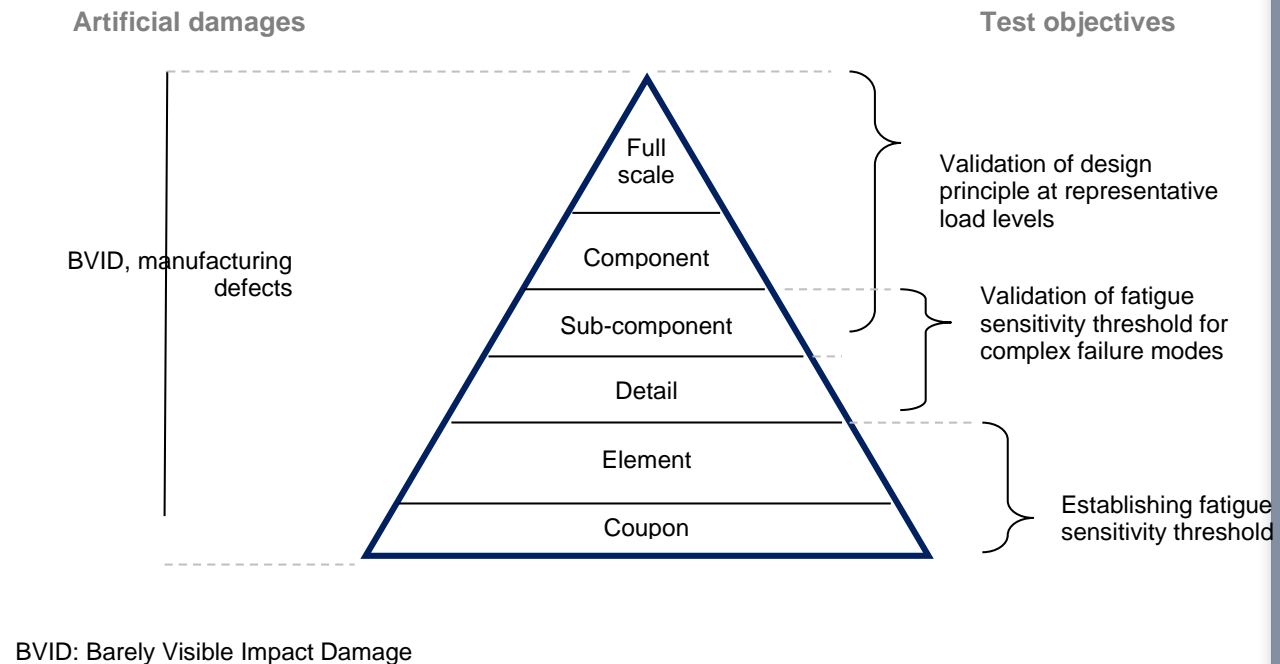 Artificial damages
Test objectives
Full
scale
Validation of design
principle at representative
load levels
BVID, manufacturing
defects
Component
Validation of fatigue
sensitivity threshold for
complex failure modes
Sub-component
Detail
Element
Establishing fatigue
sensitivity threshold
Coupon
BVID: Barely Visible Impact Damage